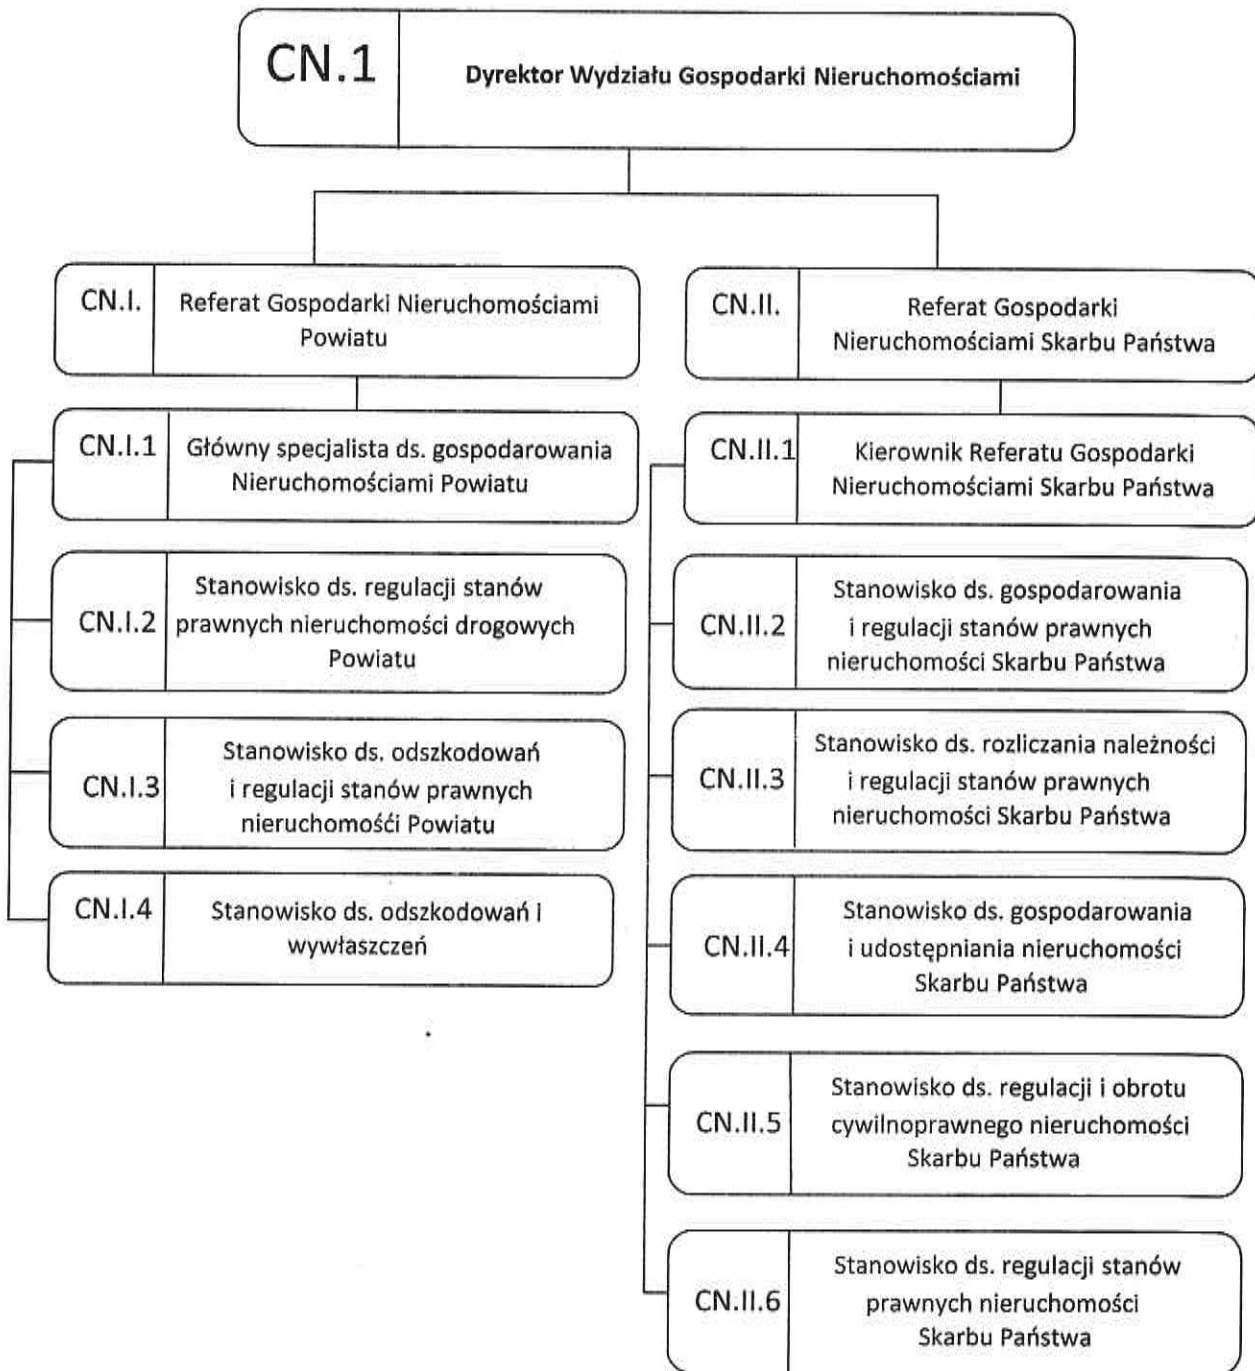 CN.1
Dyrektor Wydziału Gospodarki Nieruchomościami
CN.I.
Referat Gospodarki Nieruchomościami
Powiatu
CN.I.1
Główny specjalista ds. gospodarowania
Nieruchomościami Powiatu
CN.I.2
Stanowisko ds. regulacji stanów
prawnych nieruchomości drogowych
Powiatu
CN.I.3
Stanowisko ds. odszkodowań
i regulacji stanów prawnych
nieruchomośći Powiatu
CN.I.4
Stanowisko ds. odszkodowań i
wywłaszczeń
CN.II.
Referat Gospodarki
Nieruchomościami Skarbu Państwa
CN.II.1
Kierownik Referatu Gospodarki
Nieruchomościami Skarbu Państwa
CN.II.2
Stanowisko ds. gospodarowania
i regulacji stanów prawnych
nieruchomości Skarbu Państwa
CN.II.3
Stanowisko ds. rozliczania należności
i regulacji stanów prawnych
nieruchomości Skarbu Państwa
CN.II.4
Stanowisko ds. gospodarowania
i udostępniania nieruchomości
Skarbu Państwa
CN.II.5
Stanowisko ds. regulacji i obrotu
cywilnoprawnego nieruchomości
Skarbu Państwa
CN.II.6
Stanowisko ds. regulacji stanów
prawnych nieruchomości
Skarbu Państwa